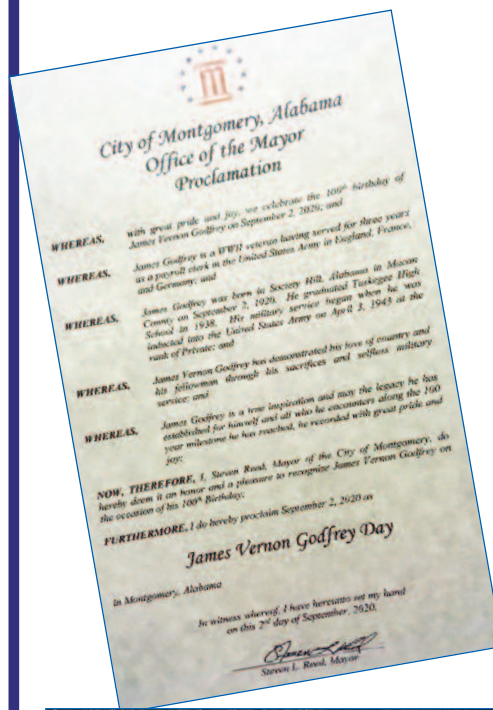 City of Montgomery, Alabama
Office of the Mayor
Proclamation
WHEREAS, with great pride and joy, we celebrate the 100th birthday of
James Vernon Godfrey on September 2, 2020; and
WHEREAS, James Godfrey is a WWII veteran having served for three years
as a payroll clerk in the United States Army in England, France,
and Germany; and
WHEREAS, James Godfrey was born in Society Hill, Alabama in Macon
County on September 2, 1920. He graduated Tuskegee High
School in 1938. His military service began when he was
inducted into the United States Army on April 3, 1943 at the
rank of Private; and
WHEREAS, James Vernon Godfrey has demonstrated his love of country and
his fellowman through his sacrifices and selfless military
service; and
WHEREAS, James Godfrey is a true inspiration and may the legacy he has
established for himself and all who he encounters along the 100
year milestone he has reached, be recorded with great pride and
joy;
NOW, THEREFORE, I, Steven Reed, Mayor of the City of Montgomery, do
hereby deem it an honor and a pleasure to recognize James Vernon Godfrey on
the occasion of his 100th Birthday;
FURTHERMORE, I do hereby proclaim September 2, 2020 as
James Vernon Godfrey Day
in Montgomery, Alabama
In witness whereof, I have hereunto set my hand
on this 2nd day of September, 2020.
Steven L. Reed, Mayor